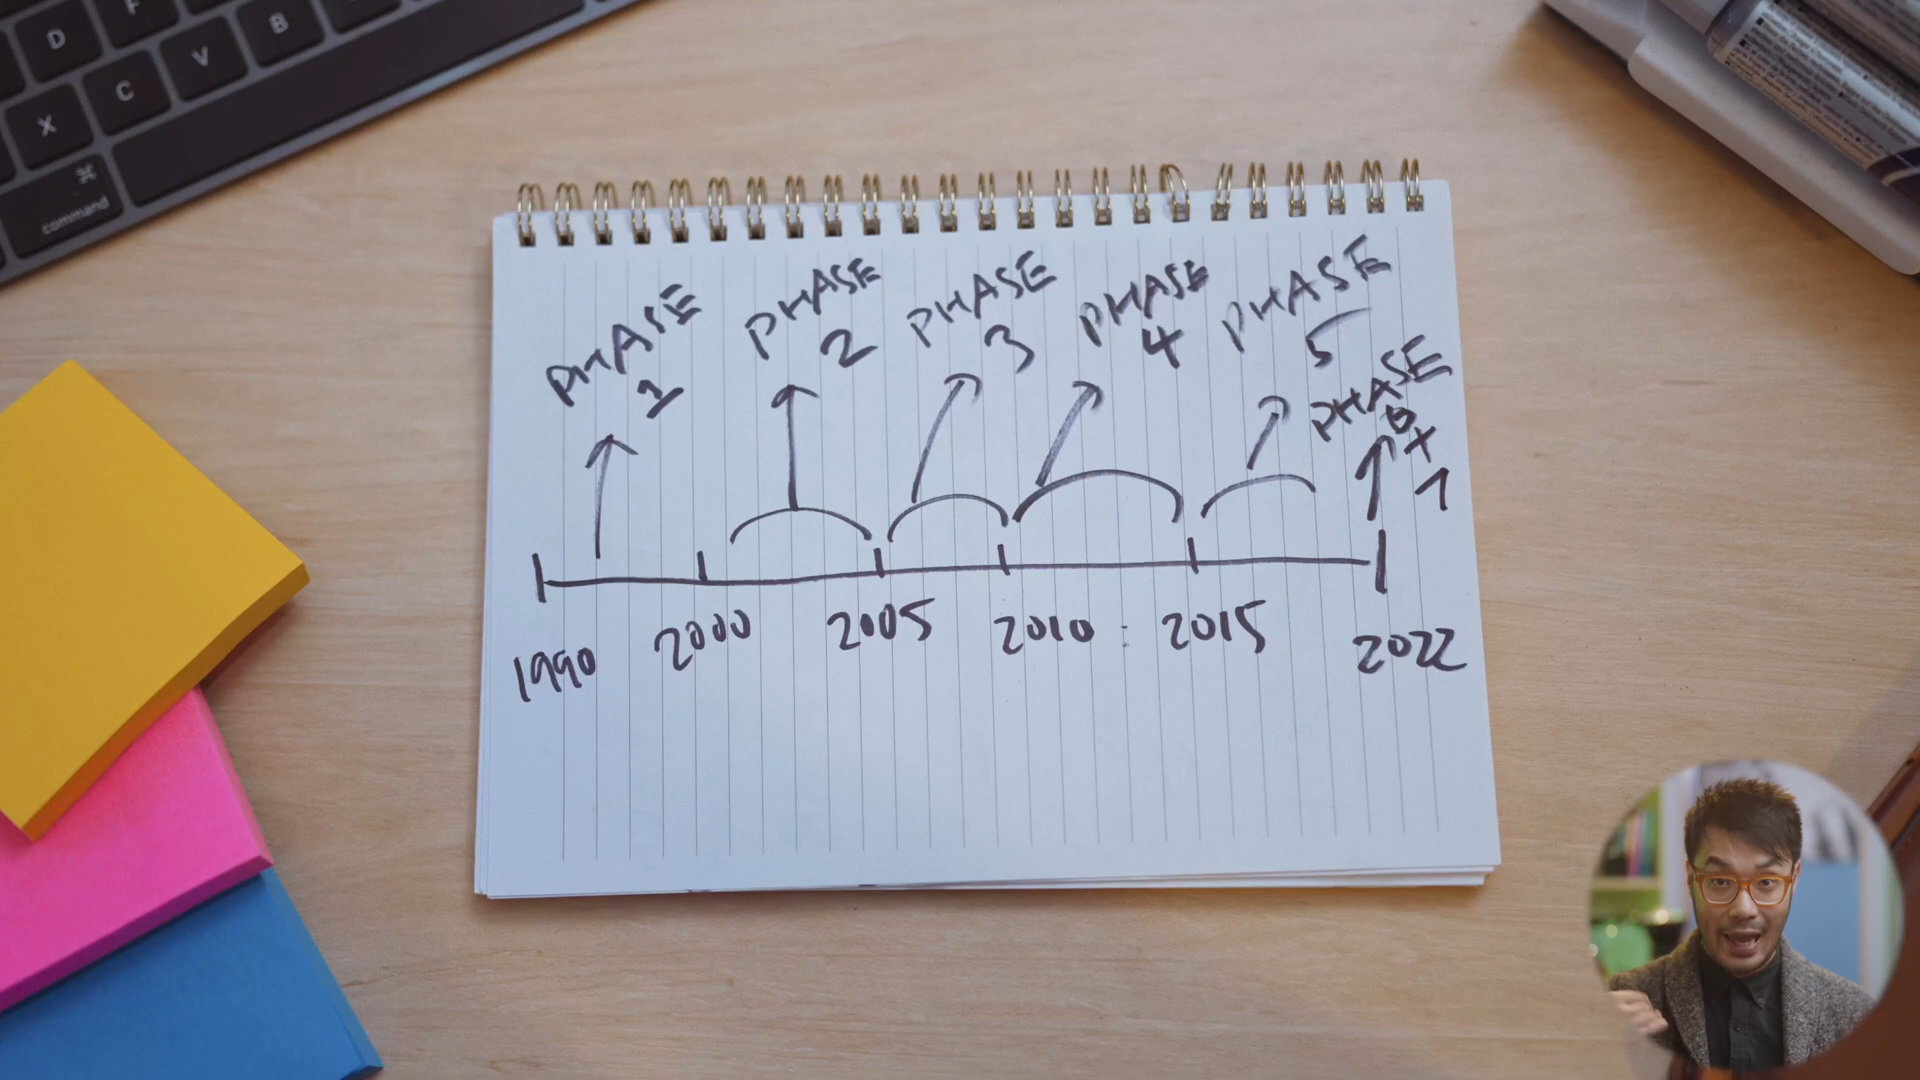 PHASE 1
PHASE 2
PHASE 3
PHASE 4
PHASE 5
PHASE 6+7
1990
2000
2005
2010
:
2015
2022
D
F
X
C
V
B
⌘
command